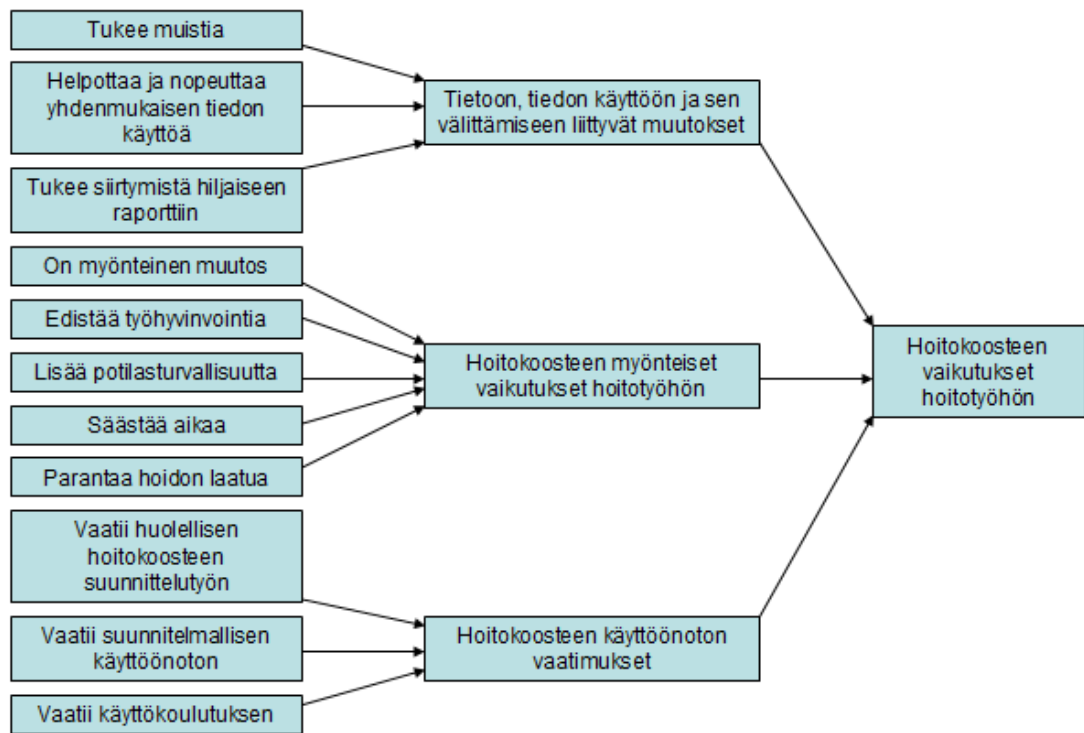 Tukee muistia
Helpottaa ja nopeuttaa
yhdenmukaisen tiedon
käyttöä
Tukee siirtymistä hiljaiseen
raporttiin
On myönteinen muutos
Edistää työhyvinvointia
Lisää potilasturvallisuutta
Säästää aikaa
Parantaa hoidon laatua
Vaatii huolellisen
hoitokoosteen
suunnittelutyön
Vaatii suunnitelmallisen
käyttöönoton
Vaatii käyttökoulutuksen
Tietoon, tiedon käyttöön ja sen
välittämiseen liittyvät muutokset
Hoitokoosteen myönteiset
vaikutukset hoitotyöhön
Hoitokoosteen käyttöönoton
vaatimukset
Hoitokoosteen
vaikutukset
hoitotyöhön